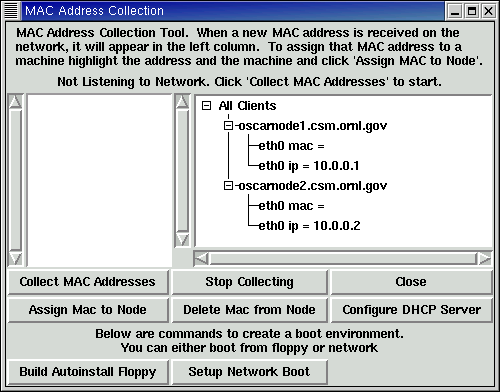 MAC Address Collection
MAC Address Collection Tool. When a new MAC address is received on the
network, it will appear in the left column. To assign that MAC address to a
machine highlight the address and the machine and click 'Assign MAC to Node'.
Not Listening to Network. Click 'Collect MAC Addresses' to start.
All Clients
oscarnode1.csm.ornl.gov
eth0 mac =
eth0 ip = 10.0.0.1
oscarnode2.csm.ornl.gov
eth0 mac =
eth0 ip = 10.0.0.2
Collect MAC Addresses Stop Collecting Close
Assign Mac to Node Delete Mac from Node Configure DHCP Server
Below are commands to create a boot environment.
You can either boot from floppy or network
Build Autoinstall Floppy Setup Network Boot